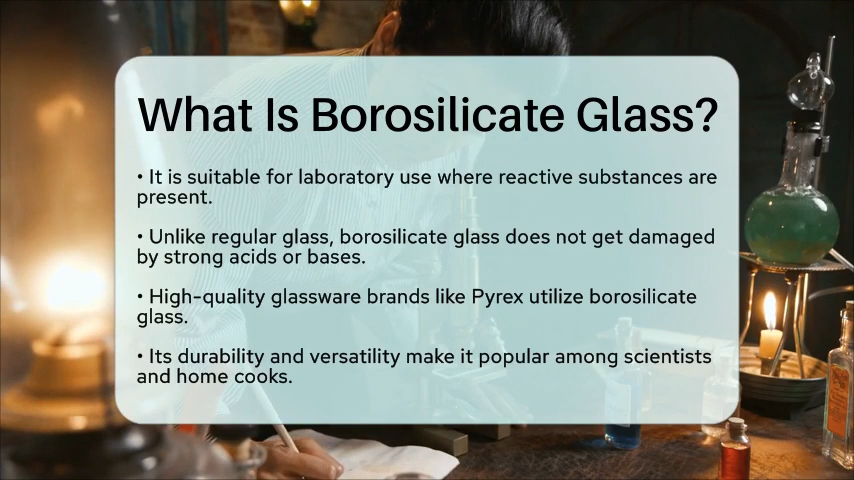 What Is Borosilicate Glass?
• It is suitable for laboratory use where reactive substances are
present.
• Unlike regular glass, borosilicate glass does not get damaged
by strong acids or bases.
• High-quality glassware brands like Pyrex utilize borosilicate
glass.
• Its durability and versatility make it popular among scientists
and home cooks.